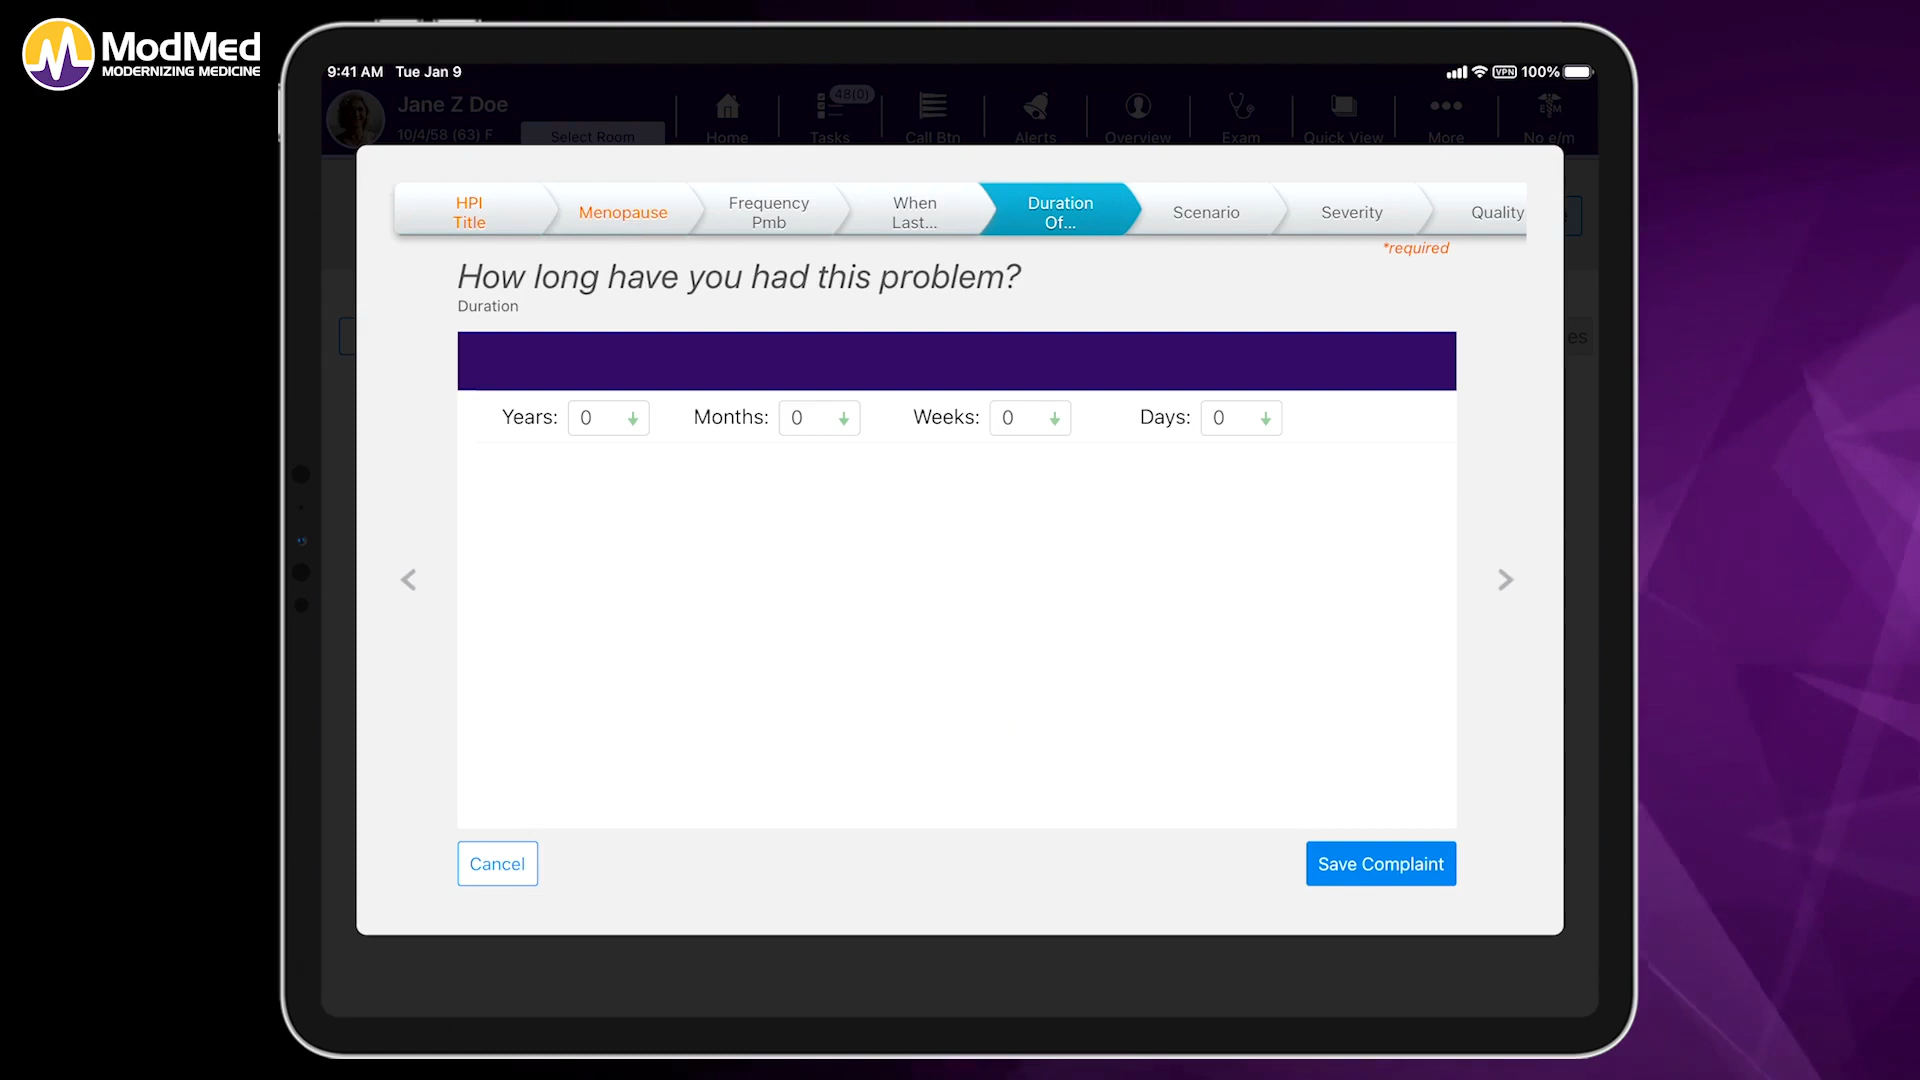 ModMed
MODERNIZING MEDICINE
9:41 AM Tue Jan 9
VPN 100%
Jane Z Doe
10/4/58 (63) F
Select Room
Home
48(0)
Tasks
Call Btn
Alerts
Overview
Exam
Quick View
More
E M
No e/m
HPI
Title
Menopause
Frequency
Pmb
When
Last...
Duration
Of...
Scenario
Severity
Quality
*required
How long have you had this problem?
Duration
es
Years: 0 Months: 0 Weeks: 0 Days: 0
Cancel
Save Complaint